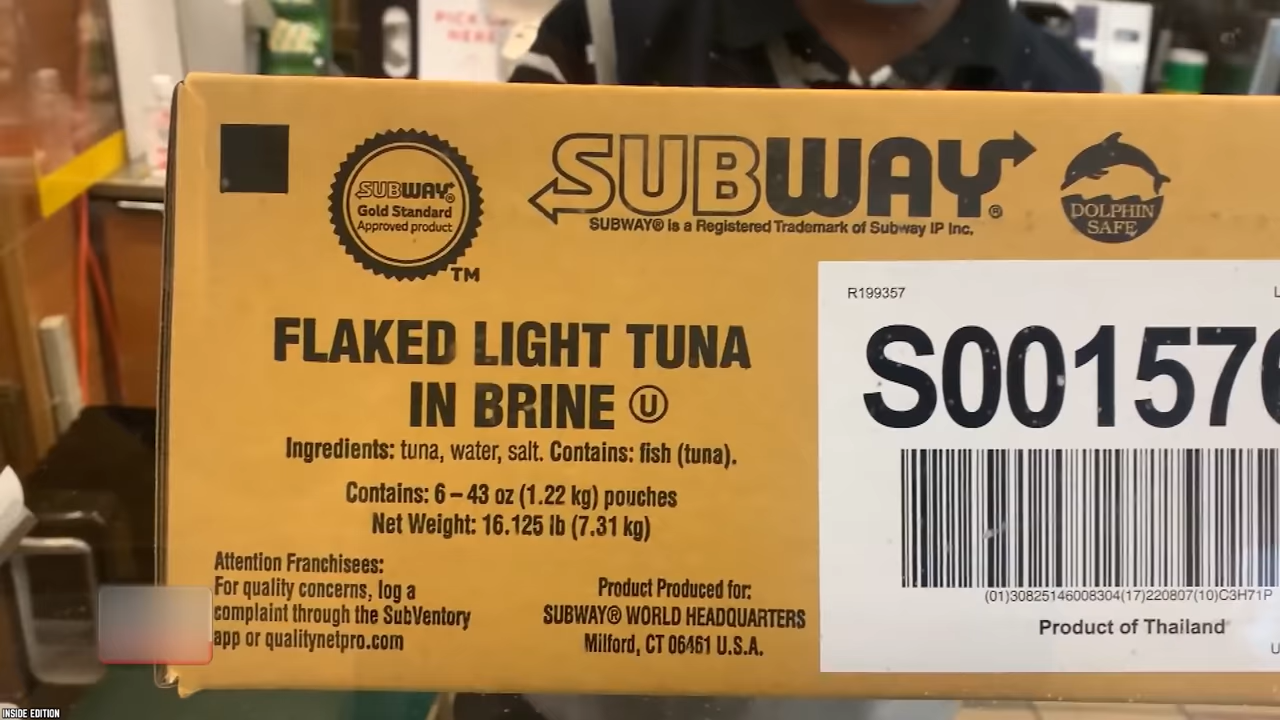 PICK
HERE
SUBWAY®
Gold Standard
Approved product
TM
SUBWAY®
SUBWAY® is a Registered Trademark of Subway IP Inc.
DOLPHIN
SAFE
FLAKED LIGHT TUNA
IN BRINE Ⓤ
Ingredients: tuna, water, salt. Contains: fish (tuna).
Contains: 6 – 43 oz (1.22 kg) pouches
Net Weight: 16.125 lb (7.31 kg)
Attention Franchisees:
For quality concerns, log a
complaint through the SubVentory
app or qualitynetpro.com
Product Produced for:
SUBWAY® WORLD HEADQUARTERS
Milford, CT 06461 U.S.A.
R199357
S00157
(01)30825146008304(17)220807(10)C3H71P
Product of Thailand
INSIDE EDITION